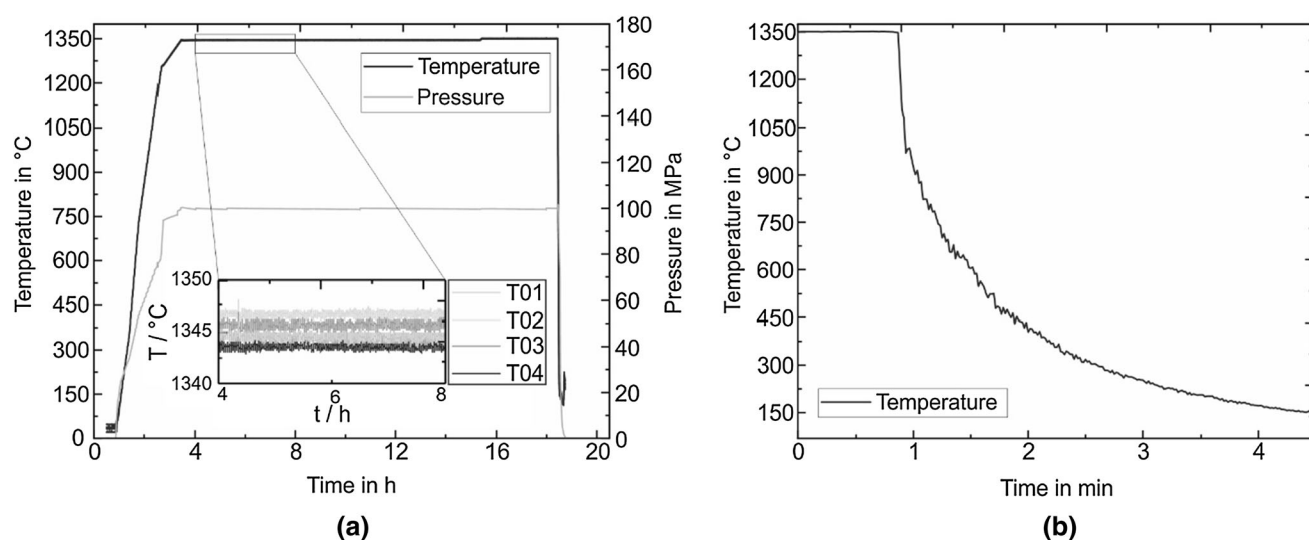 1350
1200
1050
900
750
600
450
300
150
0
Temperature in °C
180
160
140
120
100
80
60
40
20
0
Pressure in MPa
Temperature
Pressure
1350
1345
1340
T / °C
4
6
8
t / h
T01
T02
T03
T04
0
4
8
12
16
20
Time in h
(a)
1350
1200
1050
900
750
600
450
300
150
Temperature in °C
Temperature
0
1
2
3
4
Time in min
(b)